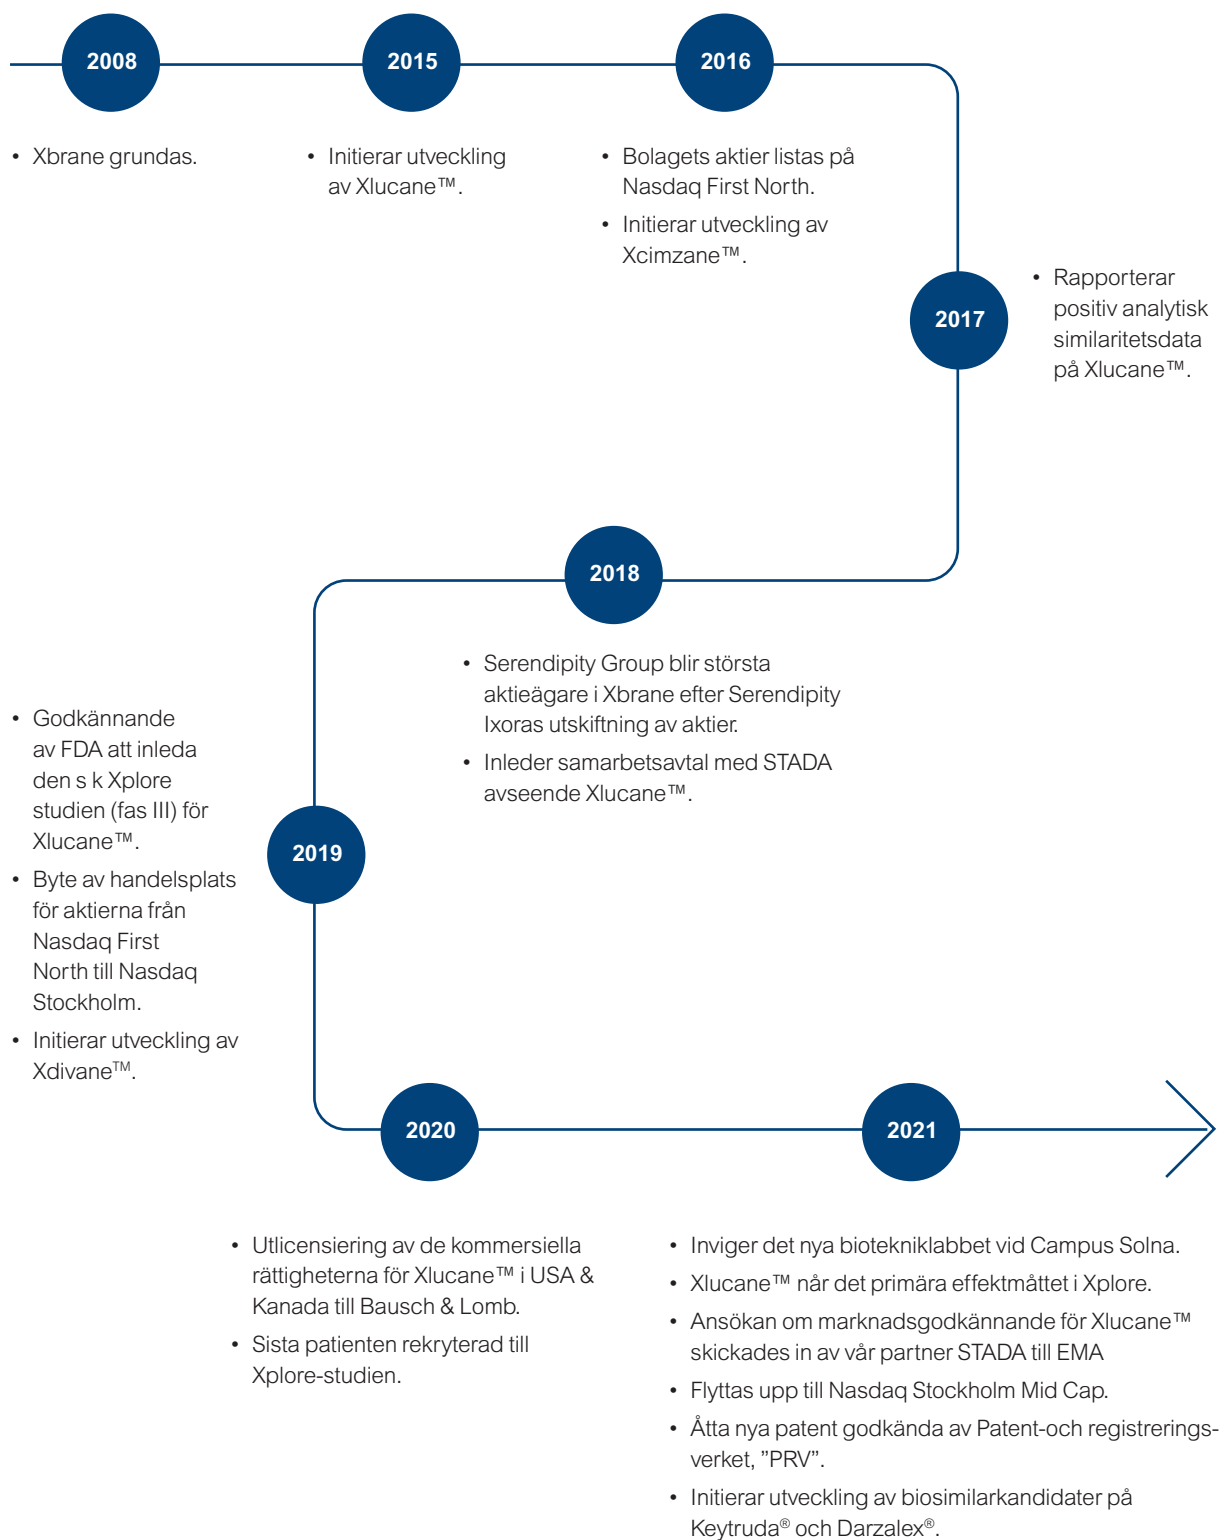 2008
• Xbrane grundas.
2015
• Initierar utveckling
av Xlucane™.
2016
• Bolagets aktier listas på
Nasdaq First North.
• Initierar utveckling av
Xcimzane™.
2017
• Rapporterar
positiv analytisk
similaritetsdata
på Xlucane™.
2018
• Serendipity Group blir största
aktieägare i Xbrane efter Serendipity
Ixoras utskiftning av aktier.
• Inleder samarbetsavtal med STADA
avseende Xlucane™.
2019
• Godkännande
av FDA att inleda
den s k Xplore
studien (fas III) för
Xlucane™.
• Byte av handelsplats
för aktierna från
Nasdaq First
North till Nasdaq
Stockholm.
• Initierar utveckling av
Xdivane™.
2020
• Utlicensiering av de kommersiella
rättigheterna för Xlucane™ i USA &
Kanada till Bausch & Lomb.
• Sista patienten rekryterad till
Xplore-studien.
2021
• Inviger det nya biotekniklabbet vid Campus Solna.
• Xlucane™ når det primära effektmåttet i Xplore.
• Ansökan om marknadsgodkännande för Xlucane™
skickades in av vår partner STADA till EMA
• Flyttas upp till Nasdaq Stockholm Mid Cap.
• Åtta nya patent godkända av Patent-och registrerings-
verket, ”PRV”.
• Initierar utveckling av biosimilarkandidater på
Keytruda® och Darzalex®.